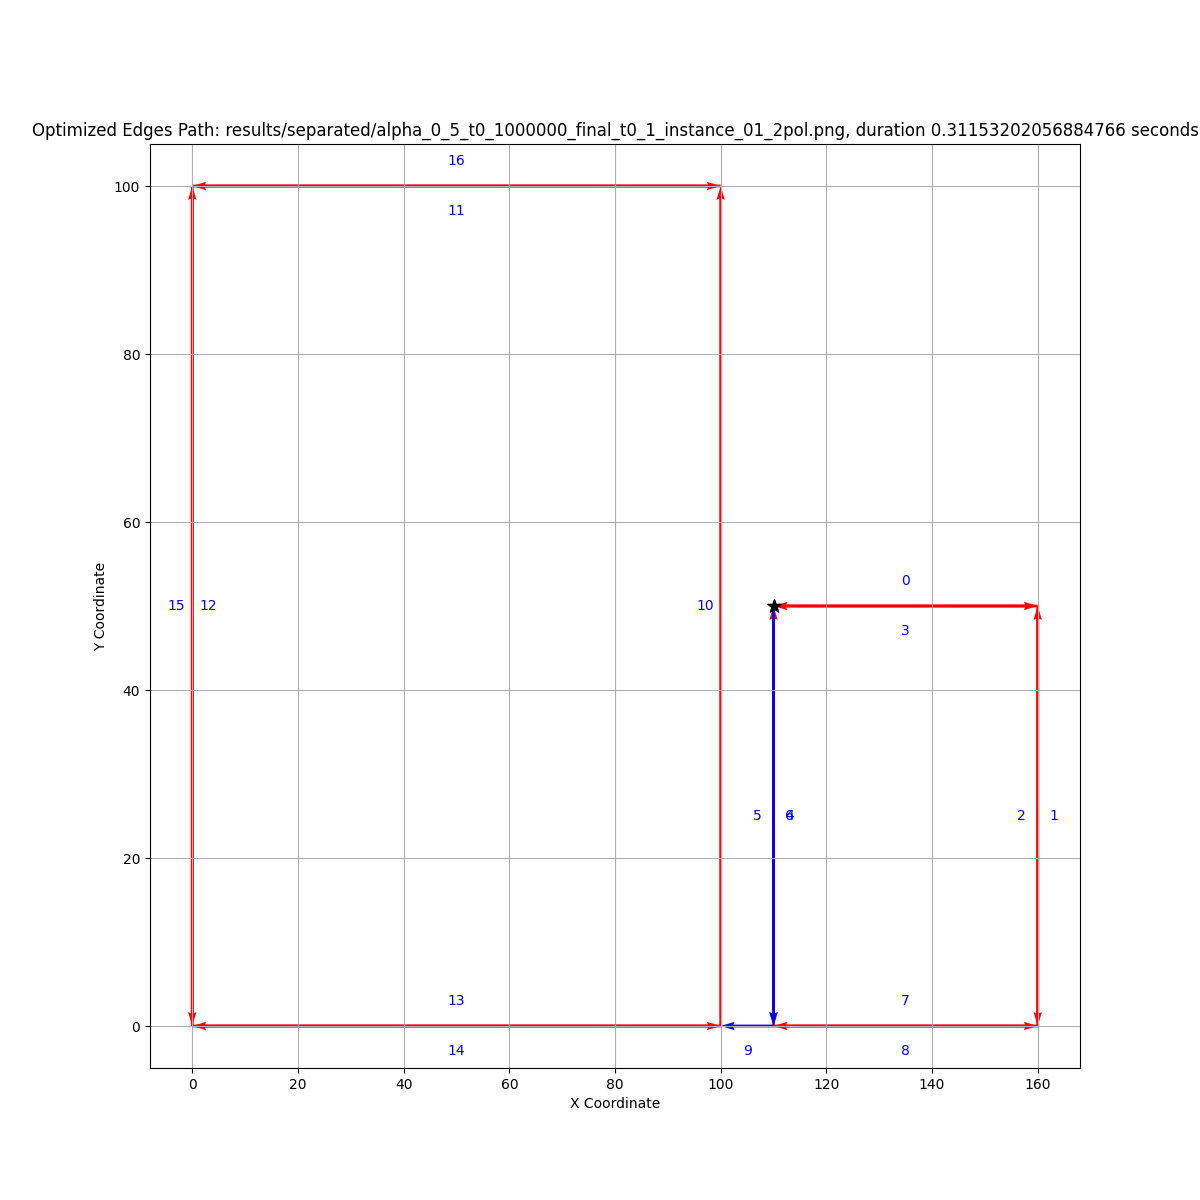 Optimized Edges Path: results/separated/alpha_0_5_t0_1000000_final_t0_1_instance_01_2pol.png, duration 0.31153202056884766 seconds
16
100
11
80
60
0
15 12 10
3
Y Coordinate
40
5 6 4 2 1
20
13 7
0
14 9 8
0 20 40 60 80 100 120 140 160
X Coordinate